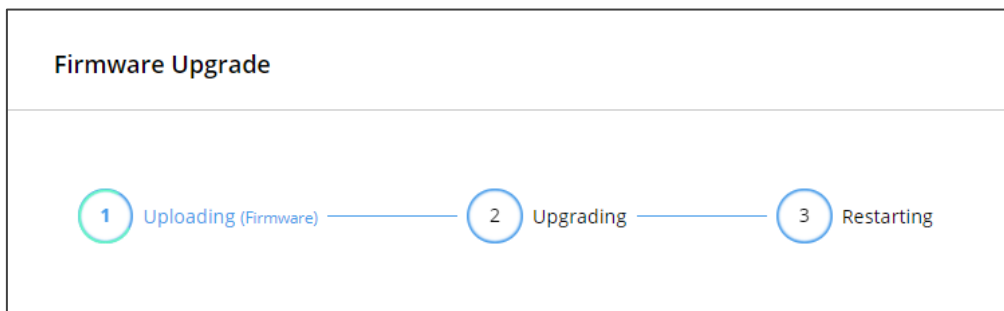 Firmware Upgrade
1 Uploading (Firmware) 2 Upgrading 3 Restarting